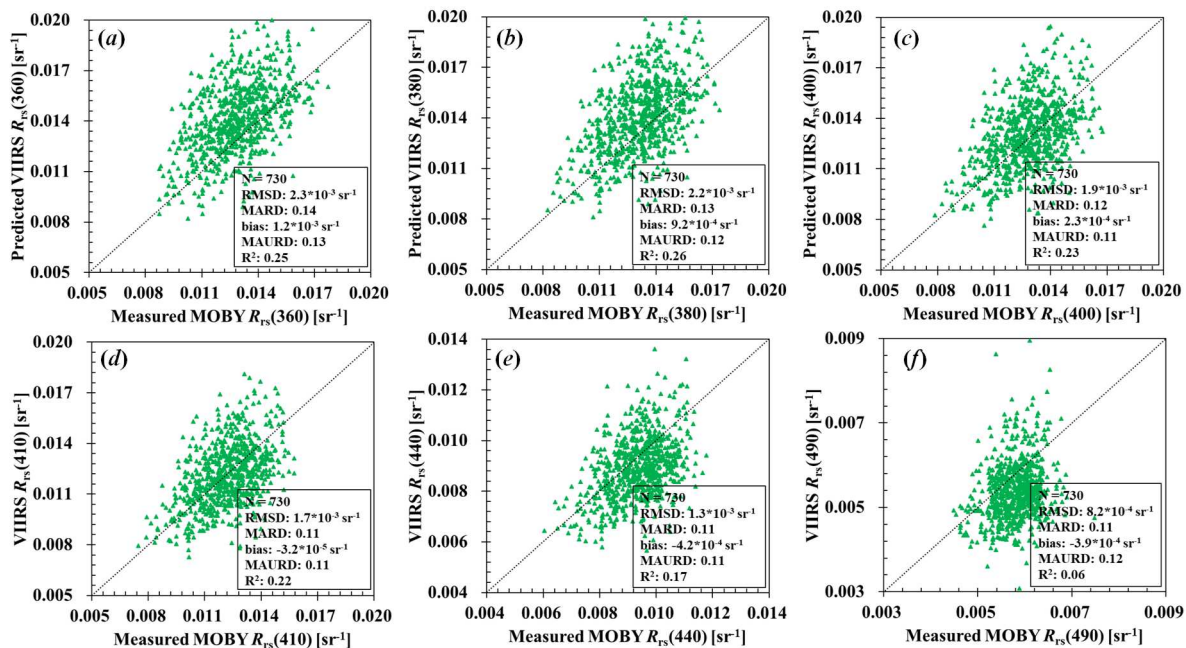 (a)
Predicted VIIRS Rrs(360) [sr-1]
0.020
0.017
0.014
0.011
0.008
0.005
N = 730
RMSD: 2.3*10-3 sr-1
MARD: 0.14
bias: 1.2*10-3 sr-1
MAURD: 0.13
R2: 0.25
0.005 0.008 0.011 0.014 0.017 0.020
Measured MOBY Rrs(360) [sr-1]
(b)
Predicted VIIRS Rrs(380) [sr-1]
0.020
0.017
0.014
0.011
0.008
0.005
N = 730
RMSD: 2.2*10-3 sr-1
MARD: 0.13
bias: 9.2*10-4 sr-1
MAURD: 0.12
R2: 0.26
0.005 0.008 0.011 0.014 0.017 0.020
Measured MOBY Rrs(380) [sr-1]
(c)
Predicted VIIRS Rrs(400) [sr-1]
0.020
0.017
0.014
0.011
0.008
0.005
N = 730
RMSD: 1.9*10-3 sr-1
MARD: 0.12
bias: 2.3*10-4 sr-1
MAURD: 0.11
R2: 0.23
0.005 0.008 0.011 0.014 0.017 0.020
Measured MOBY Rrs(400) [sr-1]
(d)
VIIRS Rrs(410) [sr-1]
0.020
0.017
0.014
0.011
0.008
0.005
N = 730
RMSD: 1.7*10-3 sr-1
MARD: 0.11
bias: -3.2*10-5 sr-1
MAURD: 0.11
R2: 0.22
0.005 0.008 0.011 0.014 0.017 0.020
Measured MOBY Rrs(410) [sr-1]
(e)
VIIRS Rrs(440) [sr-1]
0.014
0.012
0.010
0.008
0.006
0.004
N = 730
RMSD: 1.3*10-3 sr-1
MARD: 0.11
bias: -4.2*10-4 sr-1
MAURD: 0.11
R2: 0.17
0.004 0.006 0.008 0.010 0.012 0.014
Measured MOBY Rrs(440) [sr-1]
(f)
VIIRS Rrs(490) [sr-1]
0.009
0.007
0.005
0.003
N = 730
RMSD: 8.2*10-4 sr-1
MARD: 0.11
bias: -3.9*10-4 sr-1
MAURD: 0.12
R2: 0.06
0.003 0.005 0.007 0.009
Measured MOBY Rrs(490) [sr-1]